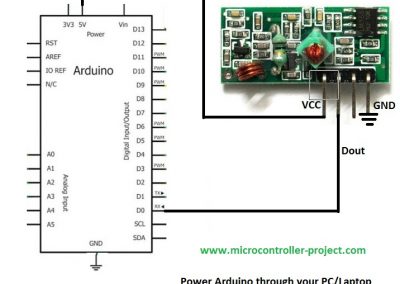 3V3 5V Vin
Power
RST
AREF
IO REF
N/C
Arduino
D13
D12
D11 PWM
D10 PWM
D9 PWM
D8
D7
D6 PWM
D5 PWM
D4
D3 PWM
D2
D1 TX
D0 RX
SCL
SDA
Digital Input/Output
A0
A1
A2
A3
A4
A5
Analog Input
GND
VCC
GND
Dout
www.microcontroller-project.com
Power Arduino through your PC/Laptop